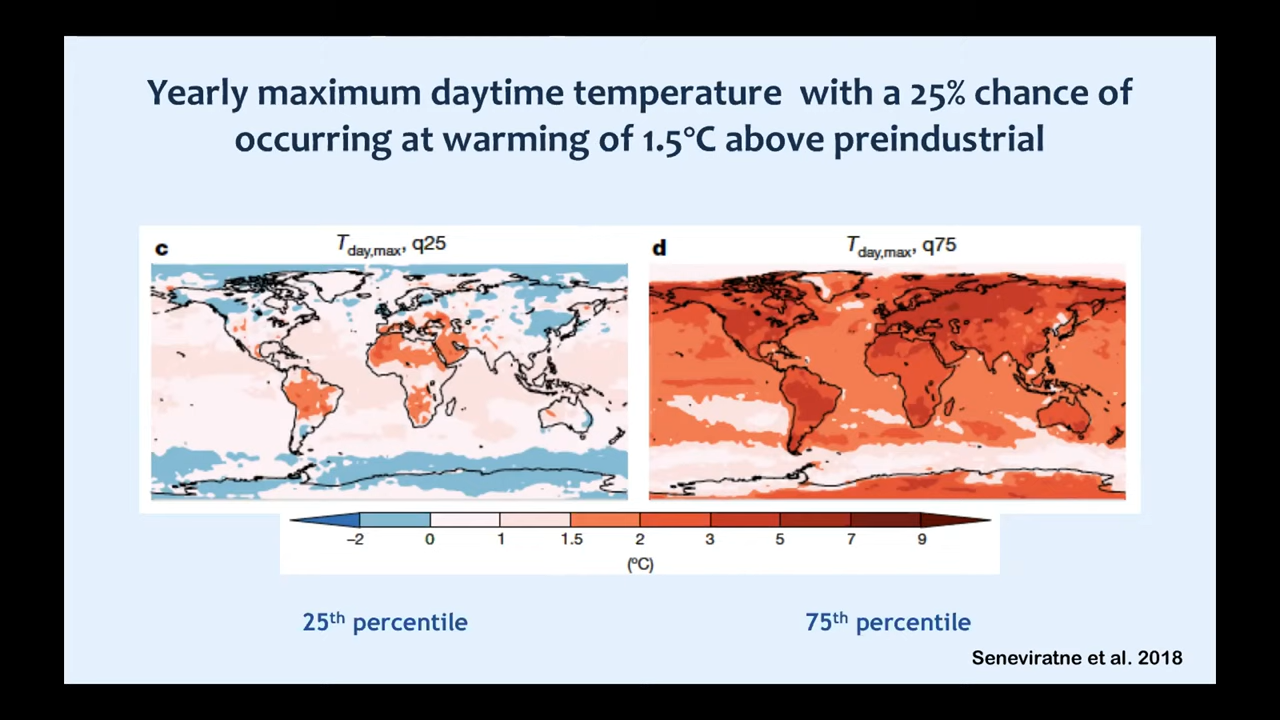 Yearly maximum daytime temperature  with a 25% chance of
occurring at warming of 1.5°C above preindustrial
c
Tday,max, q25
d
Tday,max, q75
–2 0 1 1.5 2 3 5 7 9
(°C)
25th percentile
75th percentile
Seneviratne et al. 2018